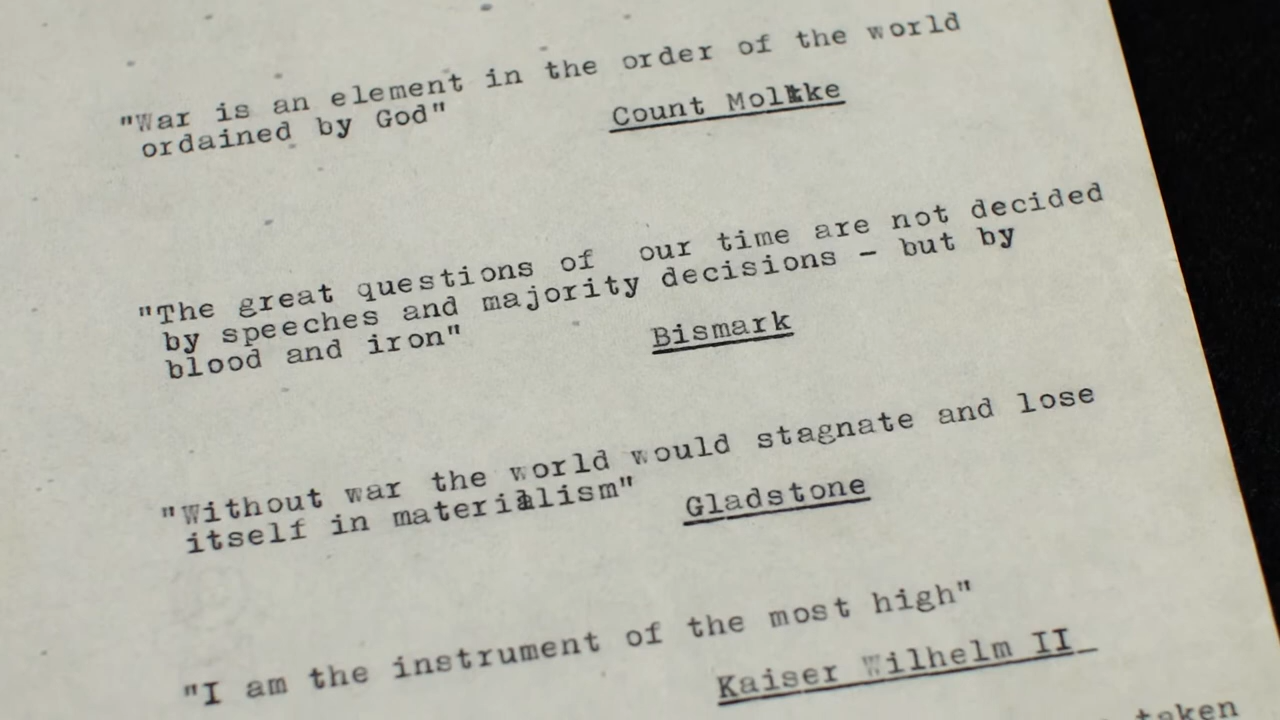 "War is an element in the order of the world
ordained by God"
Count Moltke
"The great questions of our time are not decided
by speeches and majority decisions - but by
blood and iron"
Bismark
"Without war the world would stagnate and lose
itself in materialism"
Gladstone
"I am the instrument of the most high"
Kaiser Wilhelm II
taken